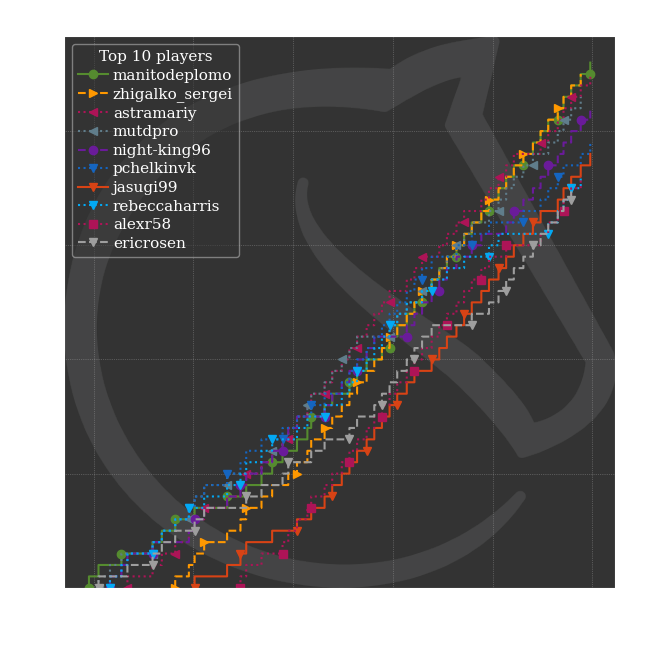 Top 10 players
manitodeplomo
zhigalko_sergei
astramariy
mutdpro
night-king96
pchelkinvk
jasugi99
rebeccaharris
alexr58
ericrosen